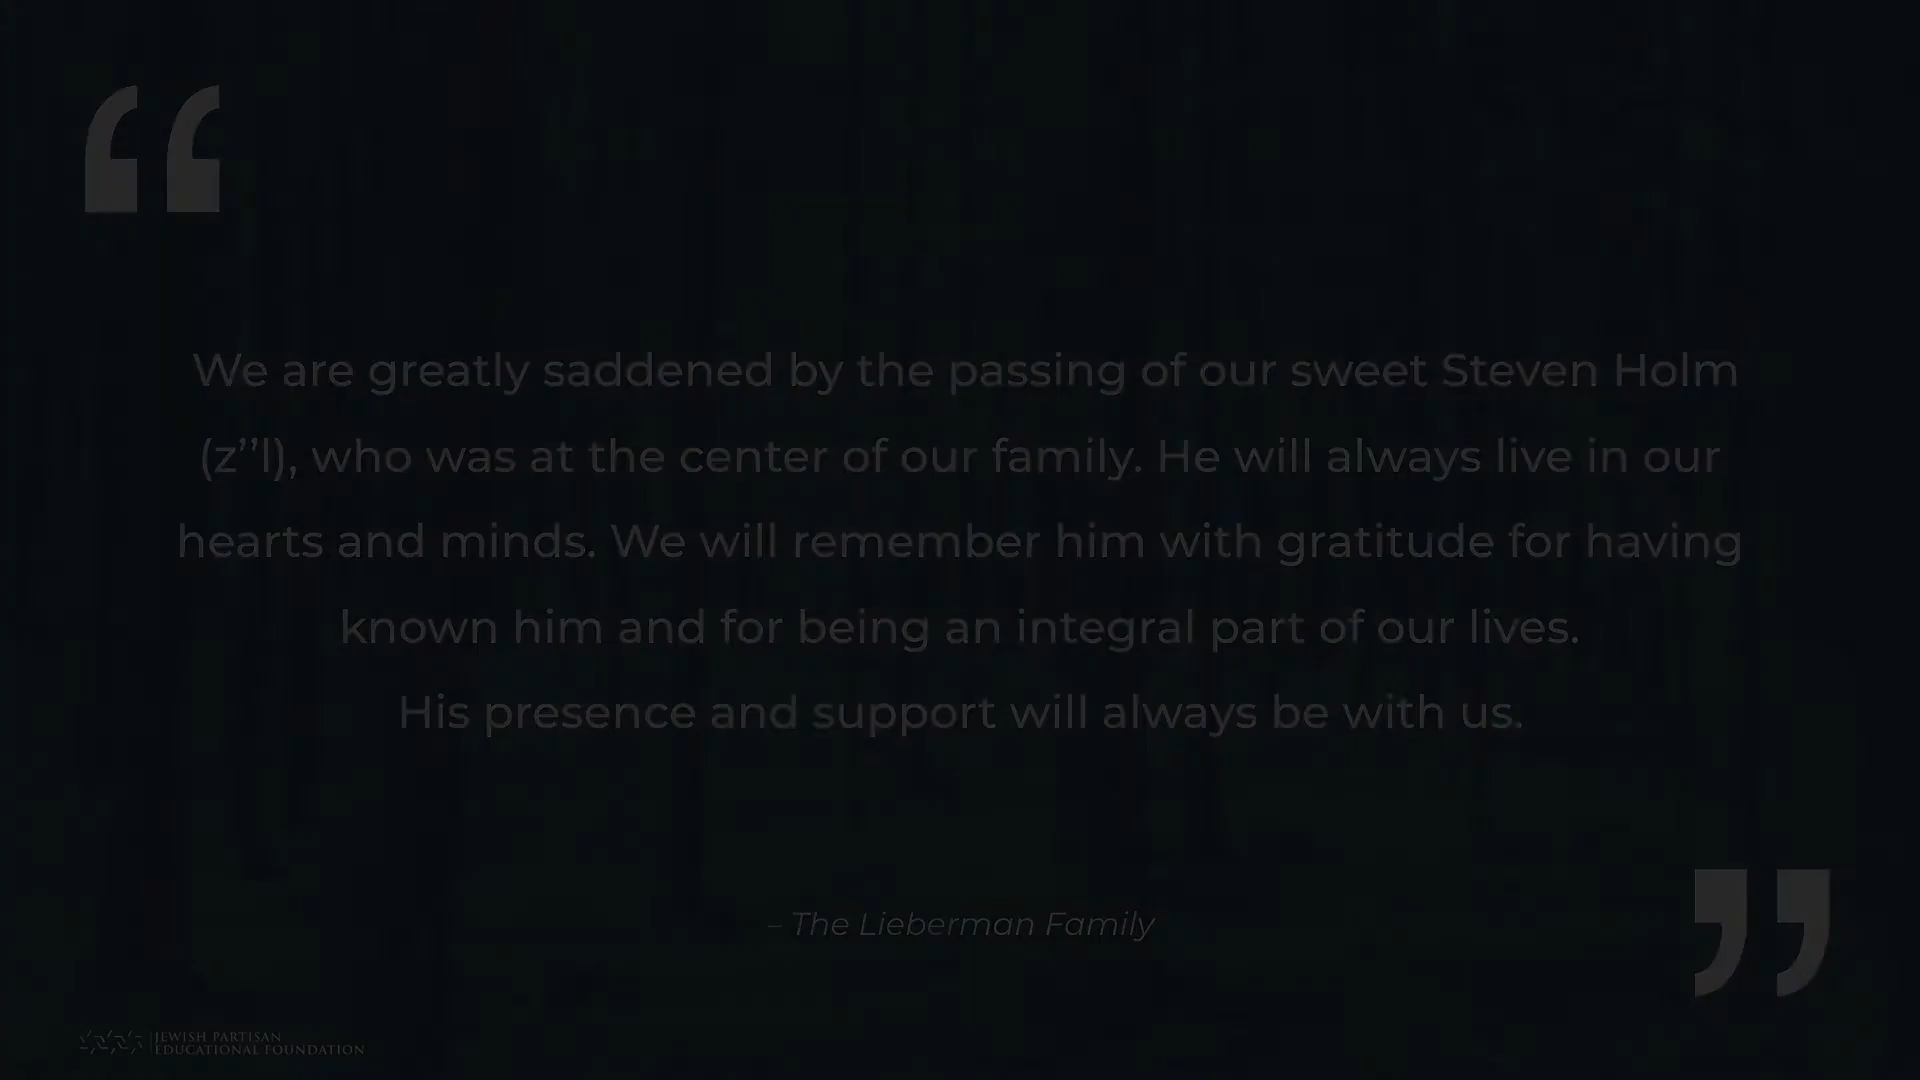 “
We are greatly saddened by the passing of our sweet Steven Holm
(z’’l), who was at the center of our family. He will always live in our
hearts and minds. We will remember him with gratitude for having
known him and for being an integral part of our lives.
His presence and support will always be with us.
”
– The Lieberman Family
JEWISH PARTISAN
EDUCATIONAL FOUNDATION